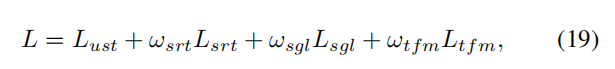 L = L_{ust} + ω_{srt}L_{srt} + ω_{sgl}L_{sgl} + ω_{tfm}L_{tfm}, (19)